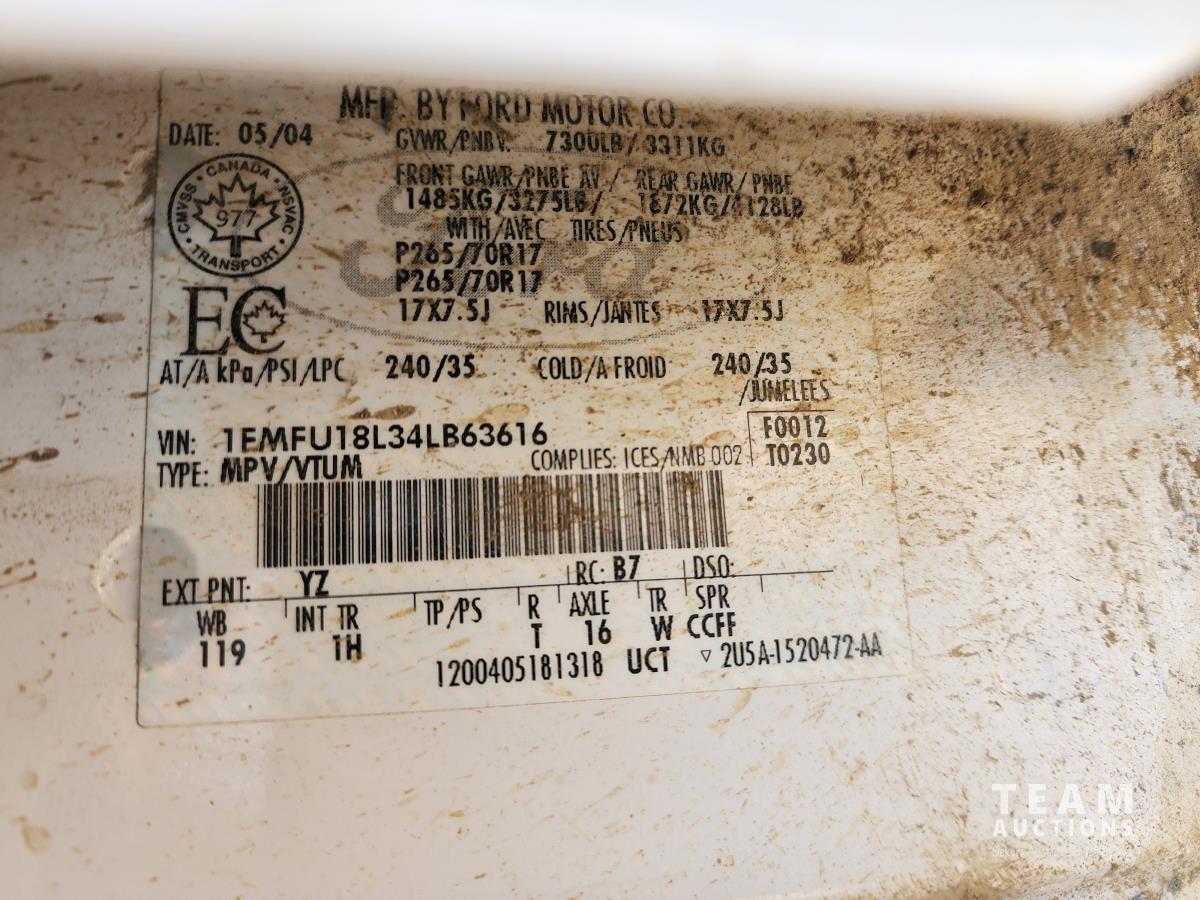 MFD. BY FORD MOTOR CO.
DATE: 05/04
GVWR/PNBV. 7300LB/ 3311KG
FRONT GAWR/PNBE AV/ REAR GAWR/ PNBE
1485KG/3275LB/ 1872KG/4128LB
WITH/AVEC TIRES/PNEUS
P265/70R17
P265/70R17
17X7.5J RIMS/JANTES 17X7.5J
CMVSS · CANADA · NSVAC · TRANSPORT
977
EC
AT/A kPa/PSI/LPC 240/35 COLD/A FROID 240/35
/JUMELEES
VIN: 1EMFU18L34LB63616
F0012
TYPE: MPV/VTUM COMPLIES: ICES/NMB 002 T0230
EXT PNT: YZ RC: B7 DSO:
WB INT TR TP/PS R AXLE TR SPR
119 1H T 16 W CCFF
1200405181318 UCT ▽ 2U5A-1520472-AA
TEAM
AUCTIONS